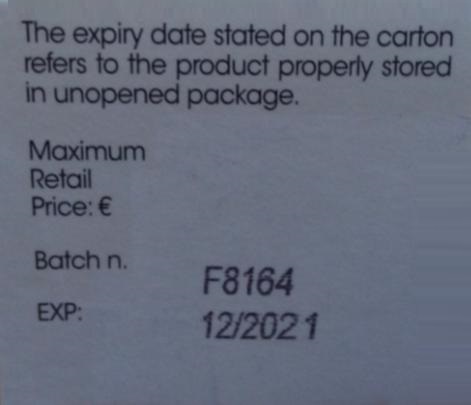 The expiry date stated on the carton
refers to the product properly stored
in unopened package.
Maximum
Retail
Price: €
Batch n.
F8164
EXP:
12/2021